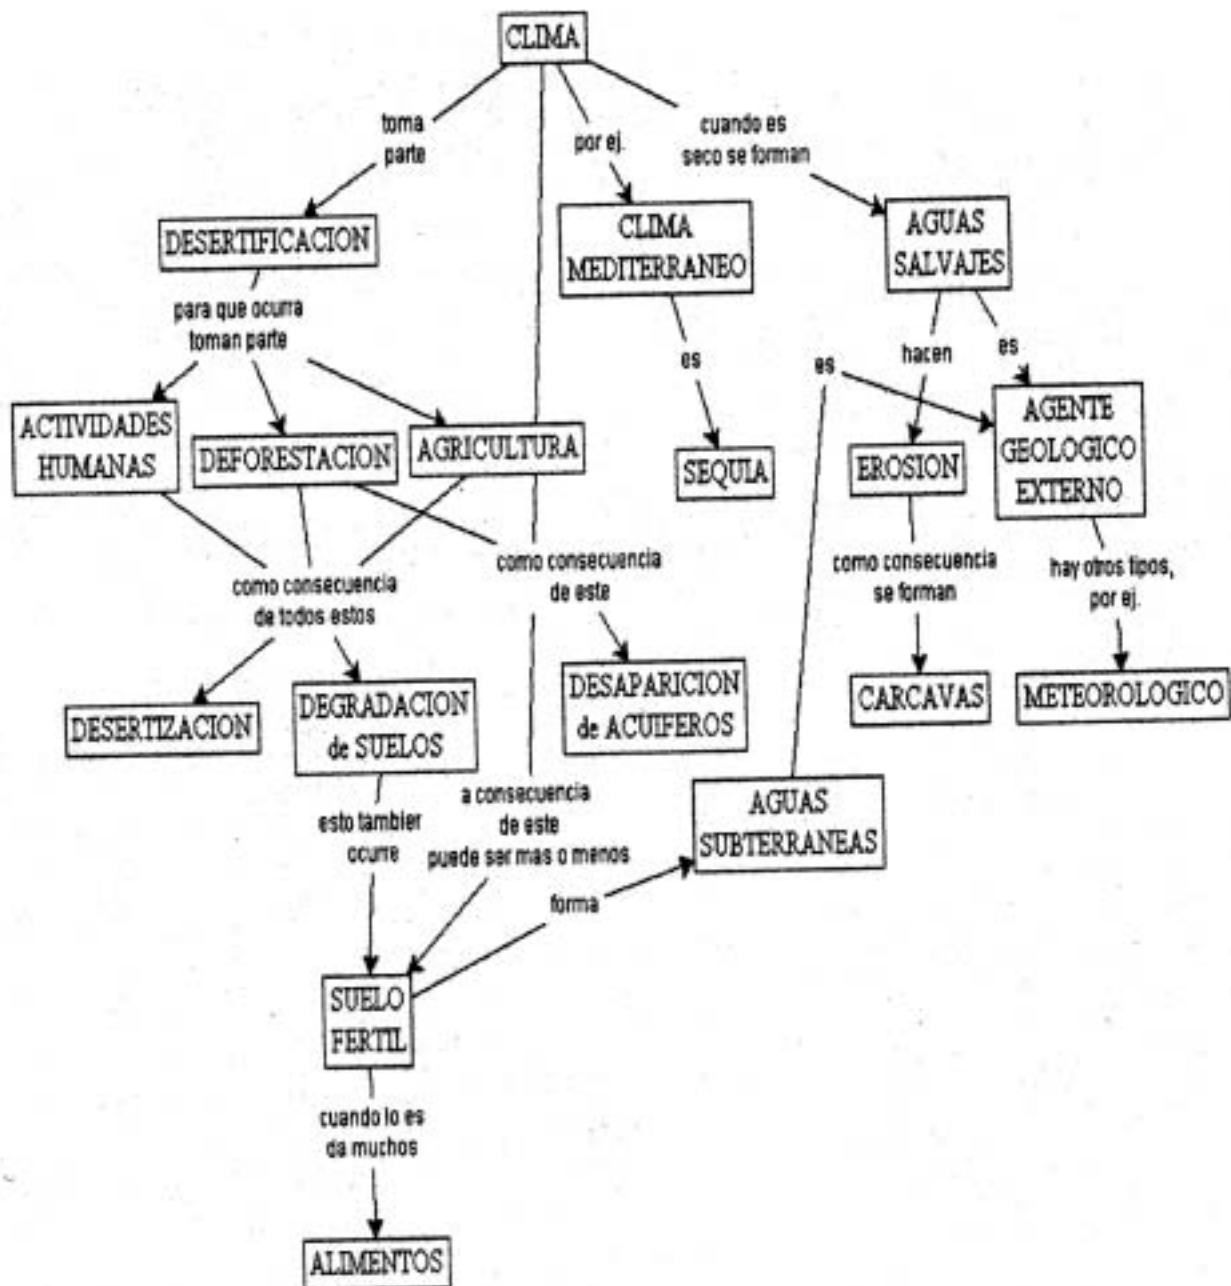 CLIMA
toma
parte
por ej.
cuando es
seco se forman
DESERTIFICACION
CLIMA
MEDITERRANEO
AGUAS
SALVAJES
para que ocurra
toman parte
es
es
hacen
es
ACTIVIDADES
HUMANAS
DEFORESTACION
AGRICULTURA
SEQUIA
EROSION
AGENTE
GEOLOGICO
EXTERNO
como consecuencia
de todos estos
como consecuencia
de este
como consecuencia
se forman
hay otros tipos,
por ej.
DESERTIZACION
DEGRADACION
de SUELOS
DESAPARICION
de ACUIFEROS
CARCAVAS
METEOROLOGICO
esto tambier
ocurre
a consecuencia
de este
puede ser mas o menos
AGUAS
SUBTERRANEAS
forma
SUELO
FERTIL
cuando lo es
da muchos
ALIMENTOS